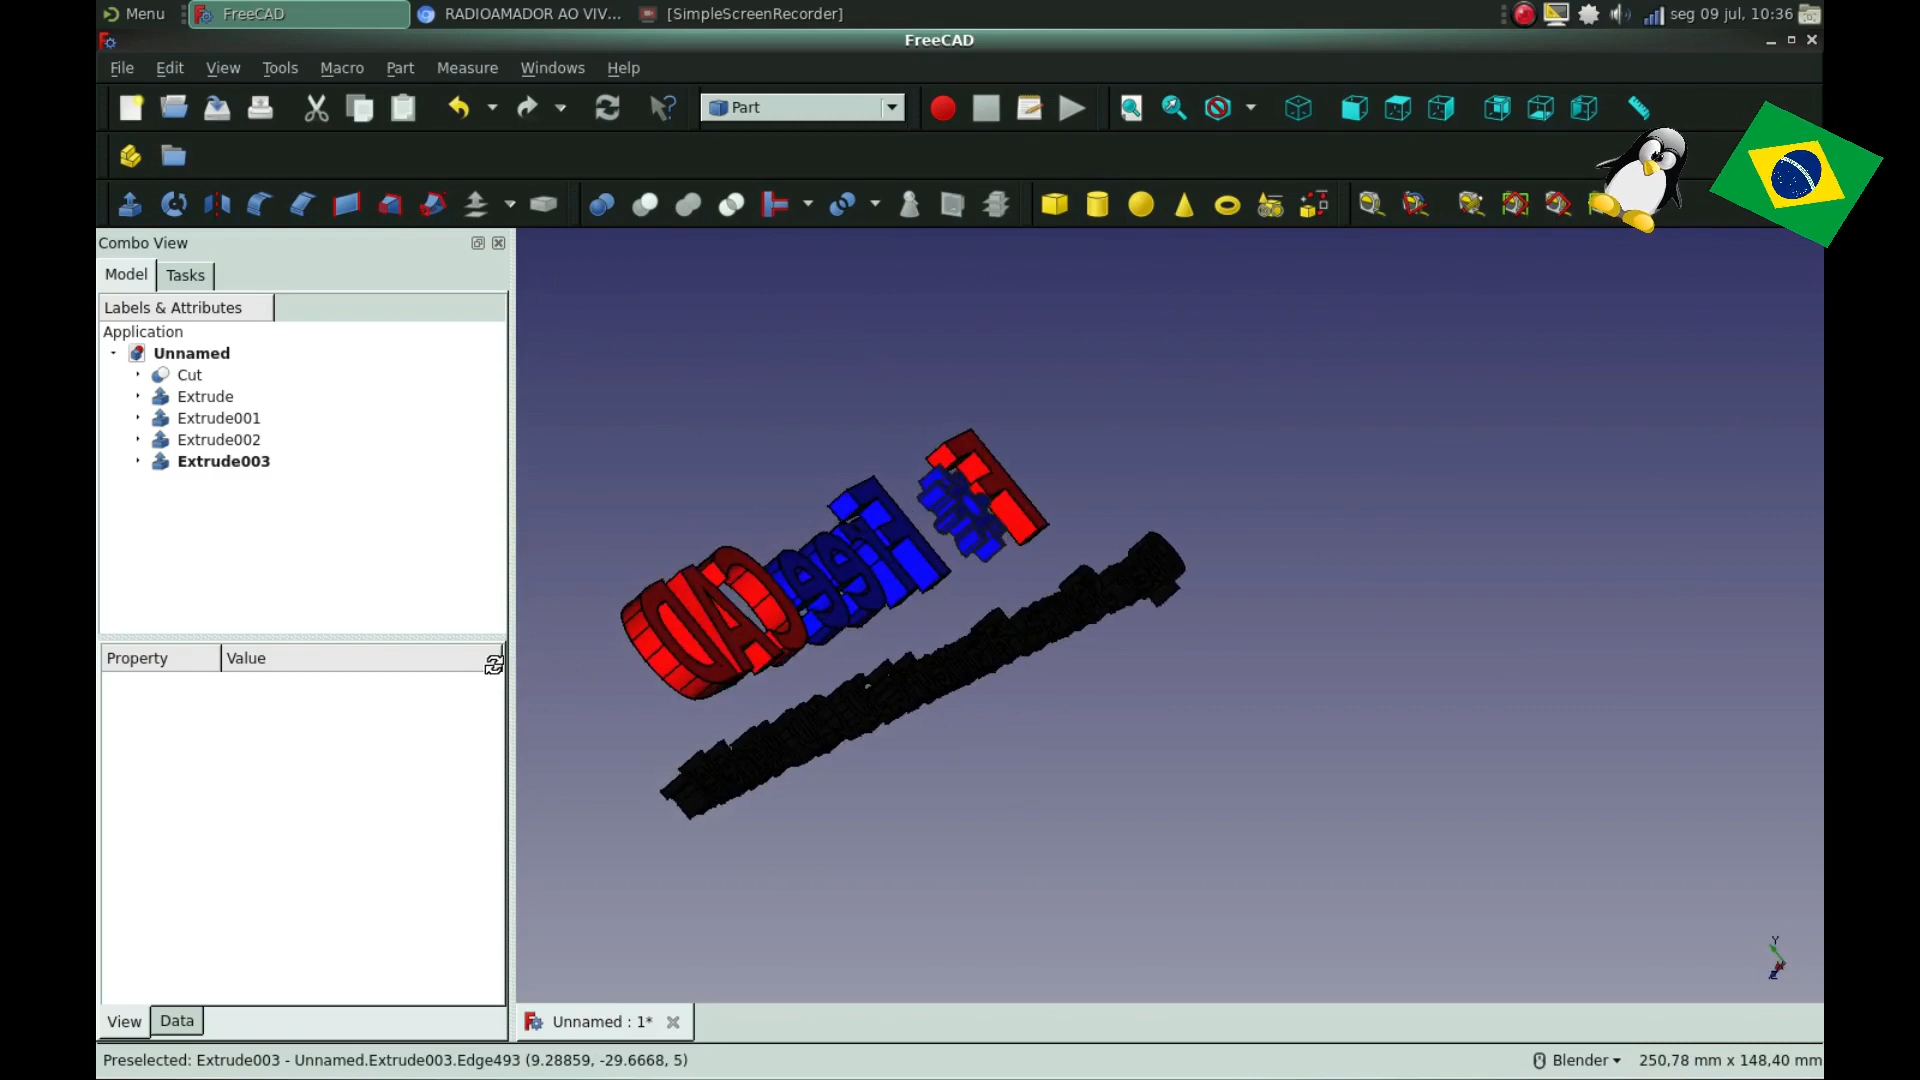 Menu
FreeCAD
RADIOAMADOR AO VIV...
[SimpleScreenRecorder]
seg 09 jul, 10:36
FreeCAD
File Edit View Tools Macro Part Measure Windows Help
Part
Combo View
Model Tasks
Labels & Attributes
Application
Unnamed
Cut
Extrude
Extrude001
Extrude002
Extrude003
Property Value
View Data
Unnamed : 1*
Y
Preselected: Extrude003 - Unnamed.Extrude003.Edge493 (9.28859, -29.6668, 5)
Blender
250,78 mm x 148,40 mm